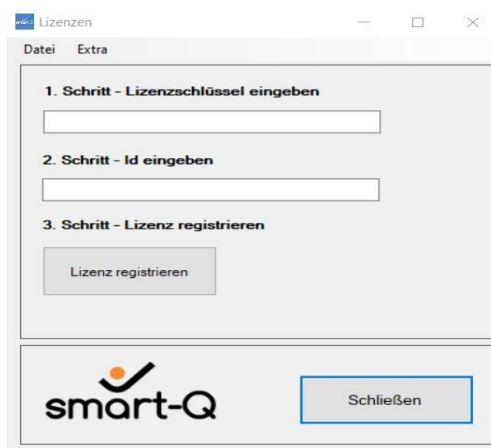 Lizenzen
Datei Extra
1. Schritt - Lizenzschlüssel eingeben
2. Schritt - Id eingeben
3. Schritt - Lizenz registrieren
Lizenz registrieren
smart-Q
Schließen